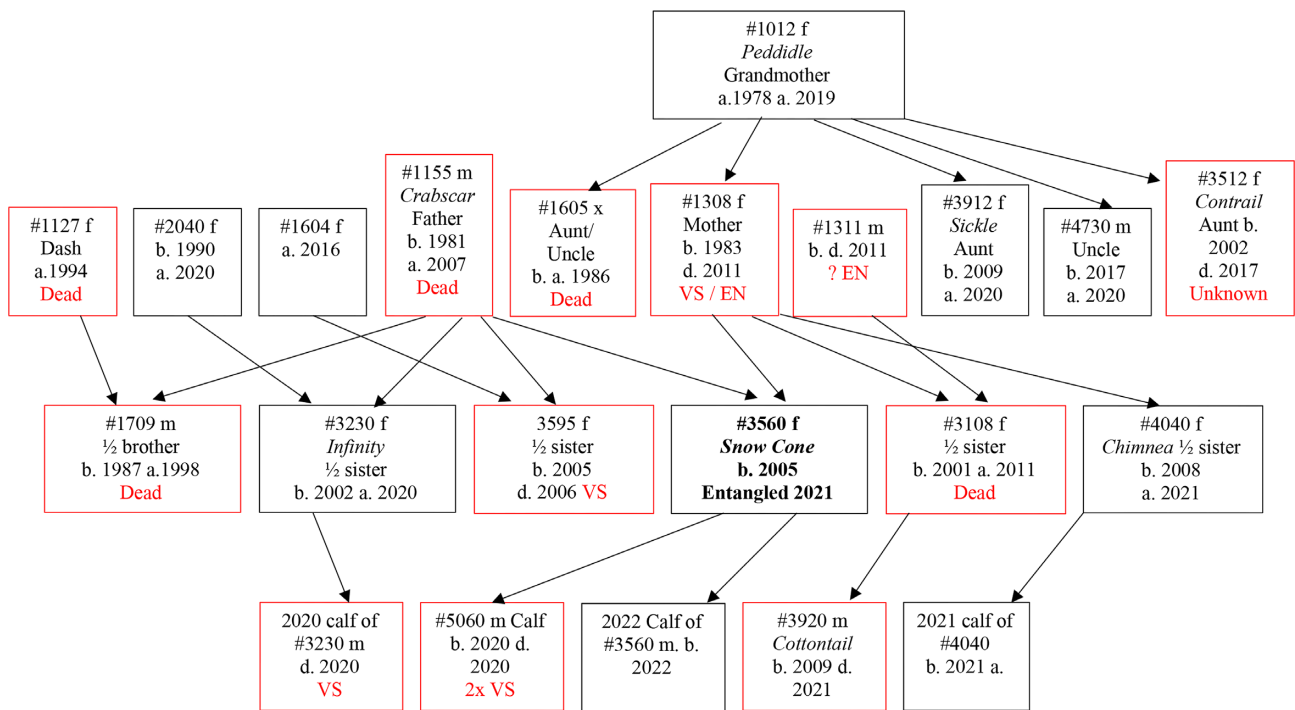 #1012 f
Peddidle
Grandmother
a.1978 a. 2019
#1127 f
Dash
a.1994
Dead
#2040 f
b. 1990
a. 2020
#1604 f
a. 2016
#1155 m
Crabscar
Father
b. 1981
a. 2007
Dead
#1605 x
Aunt/
Uncle
b. a. 1986
Dead
#1308 f
Mother
b. 1983
d. 2011
VS / EN
#1311 m
b. d. 2011
? EN
#3912 f
Sickle
Aunt
b. 2009
a. 2020
#4730 m
Uncle
b. 2017
a. 2020
#3512 f
Contrail
Aunt b.
2002
d. 2017
Unknown
#1709 m
½ brother
b. 1987 a.1998
Dead
#3230 f
Infinity
½ sister
b. 2002 a. 2020
3595 f
½ sister
b. 2005
d. 2006 VS
#3560 f
Snow Cone
b. 2005
Entangled 2021
#3108 f
½ sister
b. 2001 a. 2011
Dead
#4040 f
Chimnea ½ sister
b. 2008
a. 2021
2020 calf of
#3230 m
d. 2020
VS
#5060 m Calf
b. 2020 d.
2020
2x VS
2022 Calf of
#3560 m. b.
2022
#3920 m
Cottontail
b. 2009 d.
2021
2021 calf of
#4040
b. 2021 a.